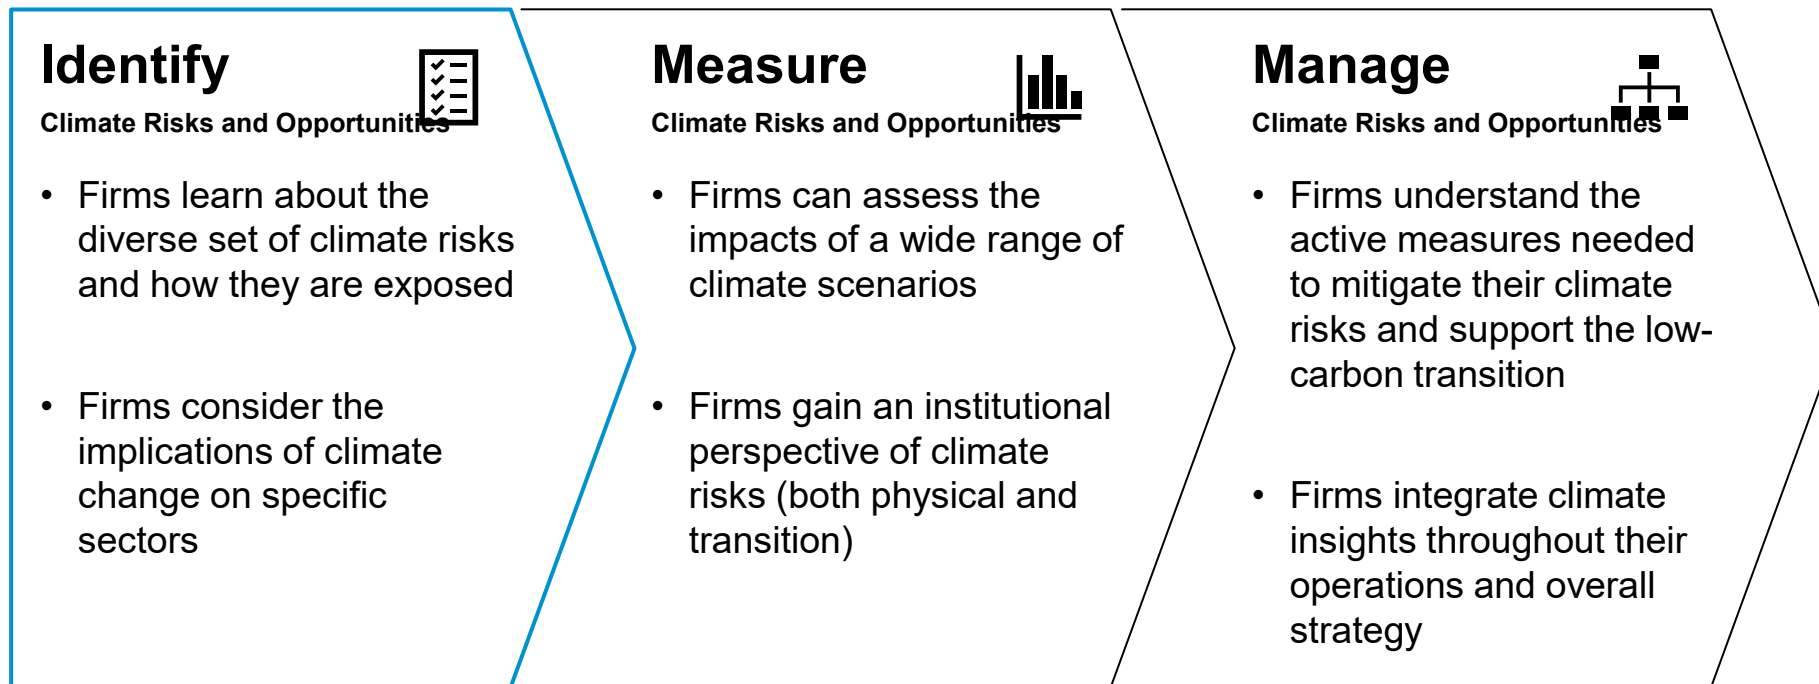 Identify
Climate Risks and Opportunities
• Firms learn about the
diverse set of climate risks
and how they are exposed
• Firms consider the
implications of climate
change on specific
sectors
Measure
Climate Risks and Opportunities
• Firms can assess the
impacts of a wide range of
climate scenarios
• Firms gain an institutional
perspective of climate
risks (both physical and
transition)
Manage
Climate Risks and Opportunities
• Firms understand the
active measures needed
to mitigate their climate
risks and support the low-
carbon transition
• Firms integrate climate
insights throughout their
operations and overall
strategy